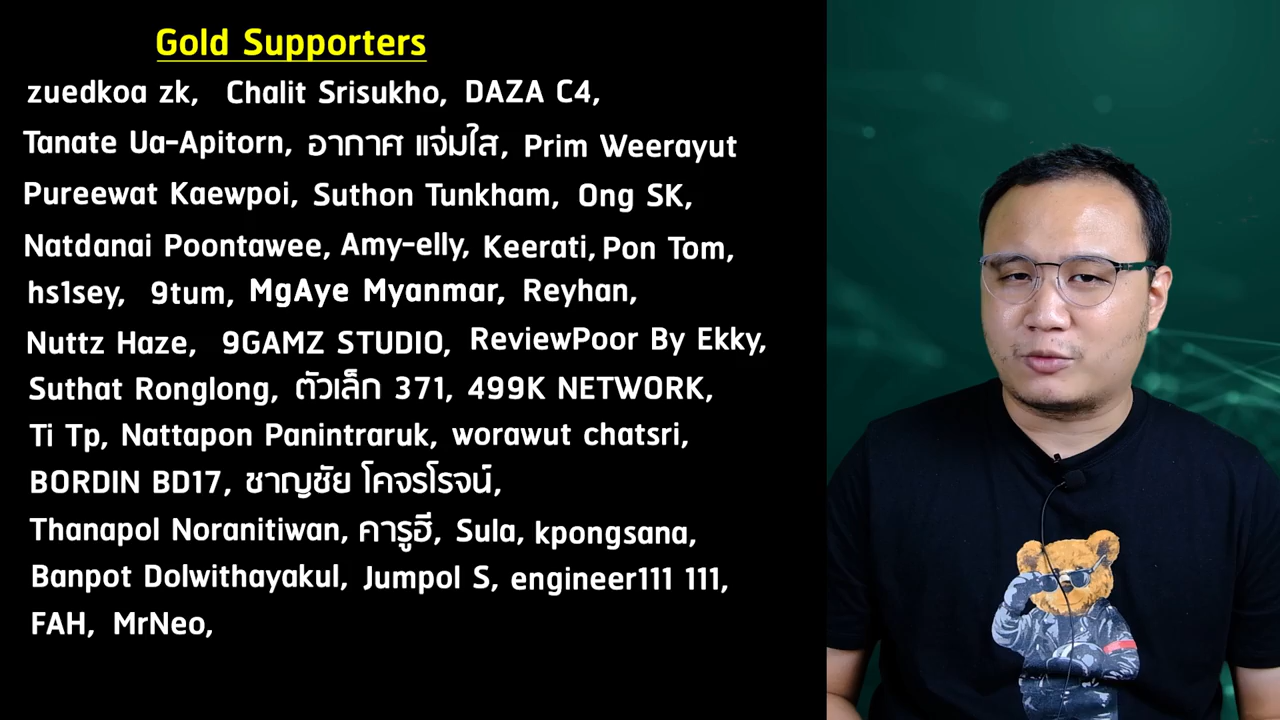 Gold Supporters
zuedkoa zk, Chalit Srisukho, DAZA C4,
Tanate Ua-Apitorn, อากาศ แจ่มใส, Prim Weerayut
Pureewat Kaewpoi, Suthon Tunkham, Ong SK,
Natdanai Poontawee, Amy-elly, Keerati, Pon Tom,
hs1sey, 9tum, MgAye Myanmar, Reyhan,
Nuttz Haze, 9GAMZ STUDIO, ReviewPoor By Ekky,
Suthat Ronglong, ตัวเล็ก 371, 499K NETWORK,
Ti Tp, Nattapon Panintraruk, worawut chatsri,
BORDIN BD17, ชาญชัย โคจรโรจน์,
Thanapol Noranitiwan, คารูฮี, Sula, kpongsana,
Banpot Dolwithayakul, Jumpol S, engineer111 111,
FAH, MrNeo,